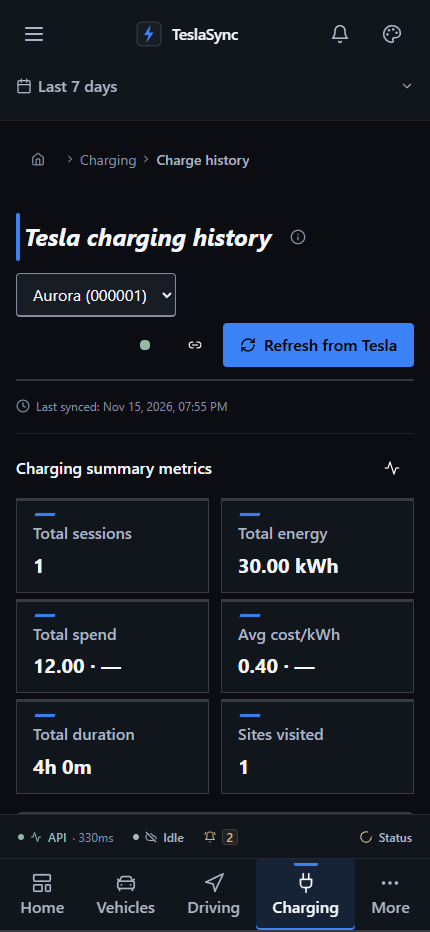 TeslaSync
Last 7 days
Charging Charge history
Tesla charging history
Aurora (000001)
Refresh from Tesla
Last synced: Nov 15, 2026, 07:55 PM
Charging summary metrics
Total sessions
1
Total energy
30.00 kWh
Total spend
12.00 · —
Avg cost/kWh
0.40 · —
Total duration
4h 0m
Sites visited
1
API · 330ms Idle 2 Status
Home Vehicles Driving Charging More